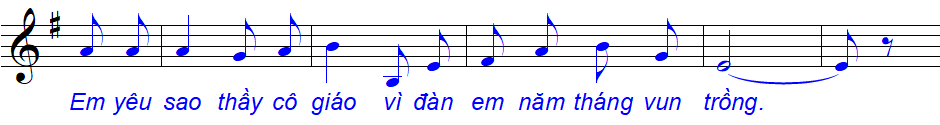 Em yêu sao thầy cô giáo vì đàn em năm tháng vun trồng.